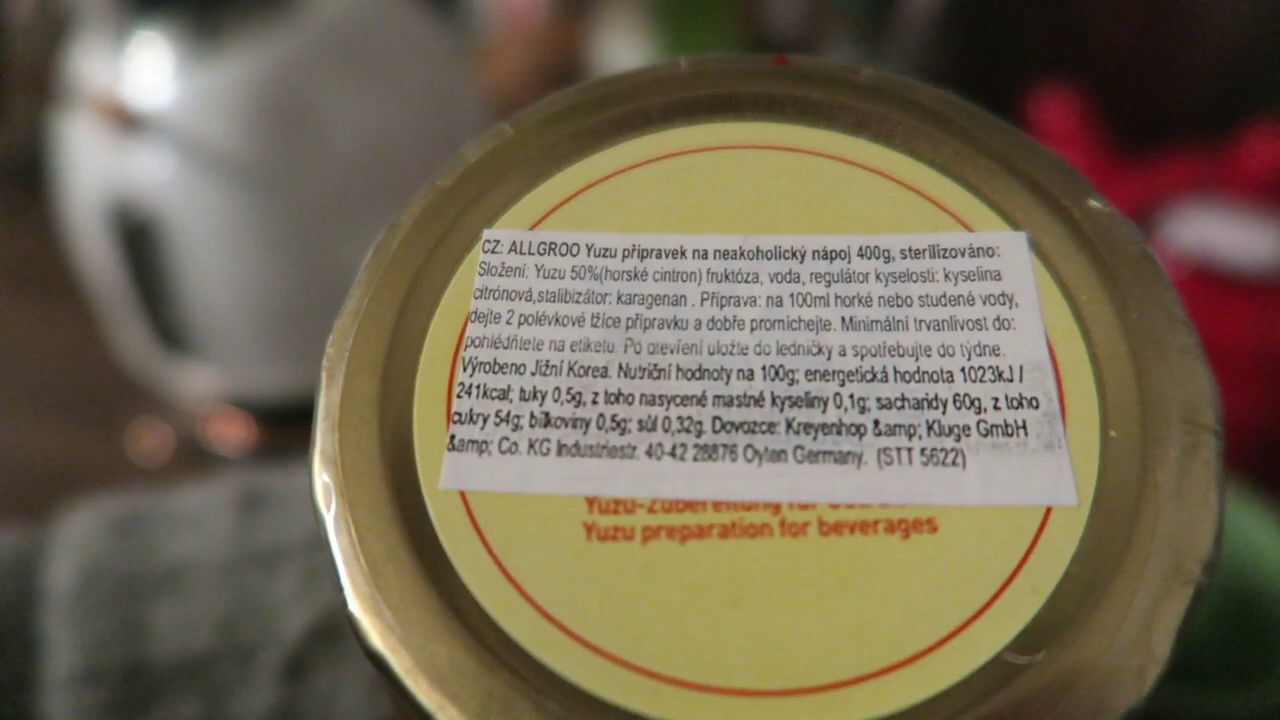 CZ: ALLGROO Yuzu přípravek na neakoholický nápoj 400g, sterilizováno:
Složení: Yuzu 50%(horské cintron) fruktóza, voda, regulátor kyselosti: kyselina
citrónová,stalibizátor: karagenan . Příprava: na 100ml horké nebo studené vody,
dejte 2 polévkové lžíce přípravku a dobře promíchejte. Minimální trvanlivost do:
pohlédňtete na etiketu. Po otevření uložte do ledničky a spotřebujte do týdne.
Výrobeno Jižní Korea. Nutriční hodnoty na 100g; energetická hodnota 1023kJ /
241kcal; tuky 0,5g, z toho nasycené mastné kyseliny 0,1g; sacharidy 60g, z toho
cukry 54g; bílkoviny 0,5g; sůl 0,32g. Dovozce: Kreyenhop &amp; Kluge GmbH
&amp; Co. KG Industriestr. 40-42 28876 Oyten Germany. (STT 5622)
Yuzu-Zubereitung für
Yuzu preparation for beverages